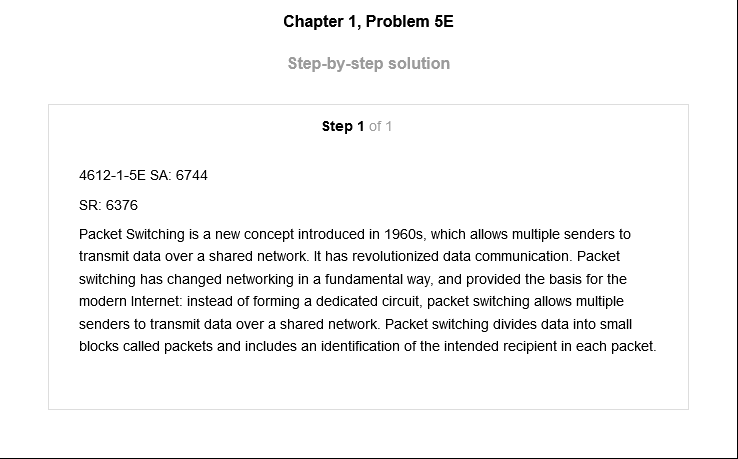 Chapter 1, Problem 5E
Step-by-step solution
Step 1 of 1
4612-1-5E SA: 6744
SR: 6376
Packet Switching is a new concept introduced in 1960s, which allows multiple senders to
transmit data over a shared network. It has revolutionized data communication. Packet
switching has changed networking in a fundamental way, and provided the basis for the
modern Internet: instead of forming a dedicated circuit, packet switching allows multiple
senders to transmit data over a shared network. Packet switching divides data into small
blocks called packets and includes an identification of the intended recipient in each packet.